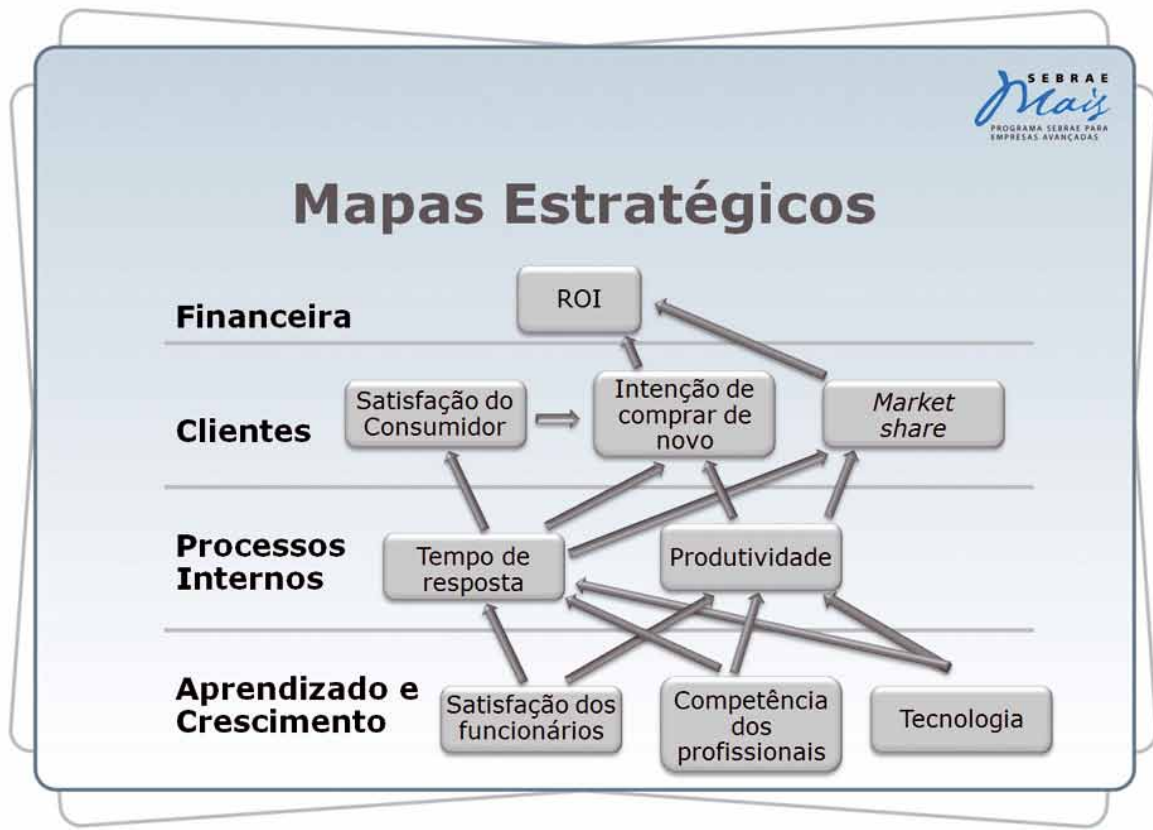 SEBRAE
Mais
PROGRAMA SEBRAE PARA
EMPRESAS AVANÇADAS
Mapas Estratégicos
Financeira
ROI
Clientes
Satisfação do
Consumidor
Intenção de
comprar de
novo
Market
share
Processos
Internos
Tempo de
resposta
Produtividade
Aprendizado e
Crescimento
Satisfação dos
funcionários
Competência
dos
profissionais
Tecnologia